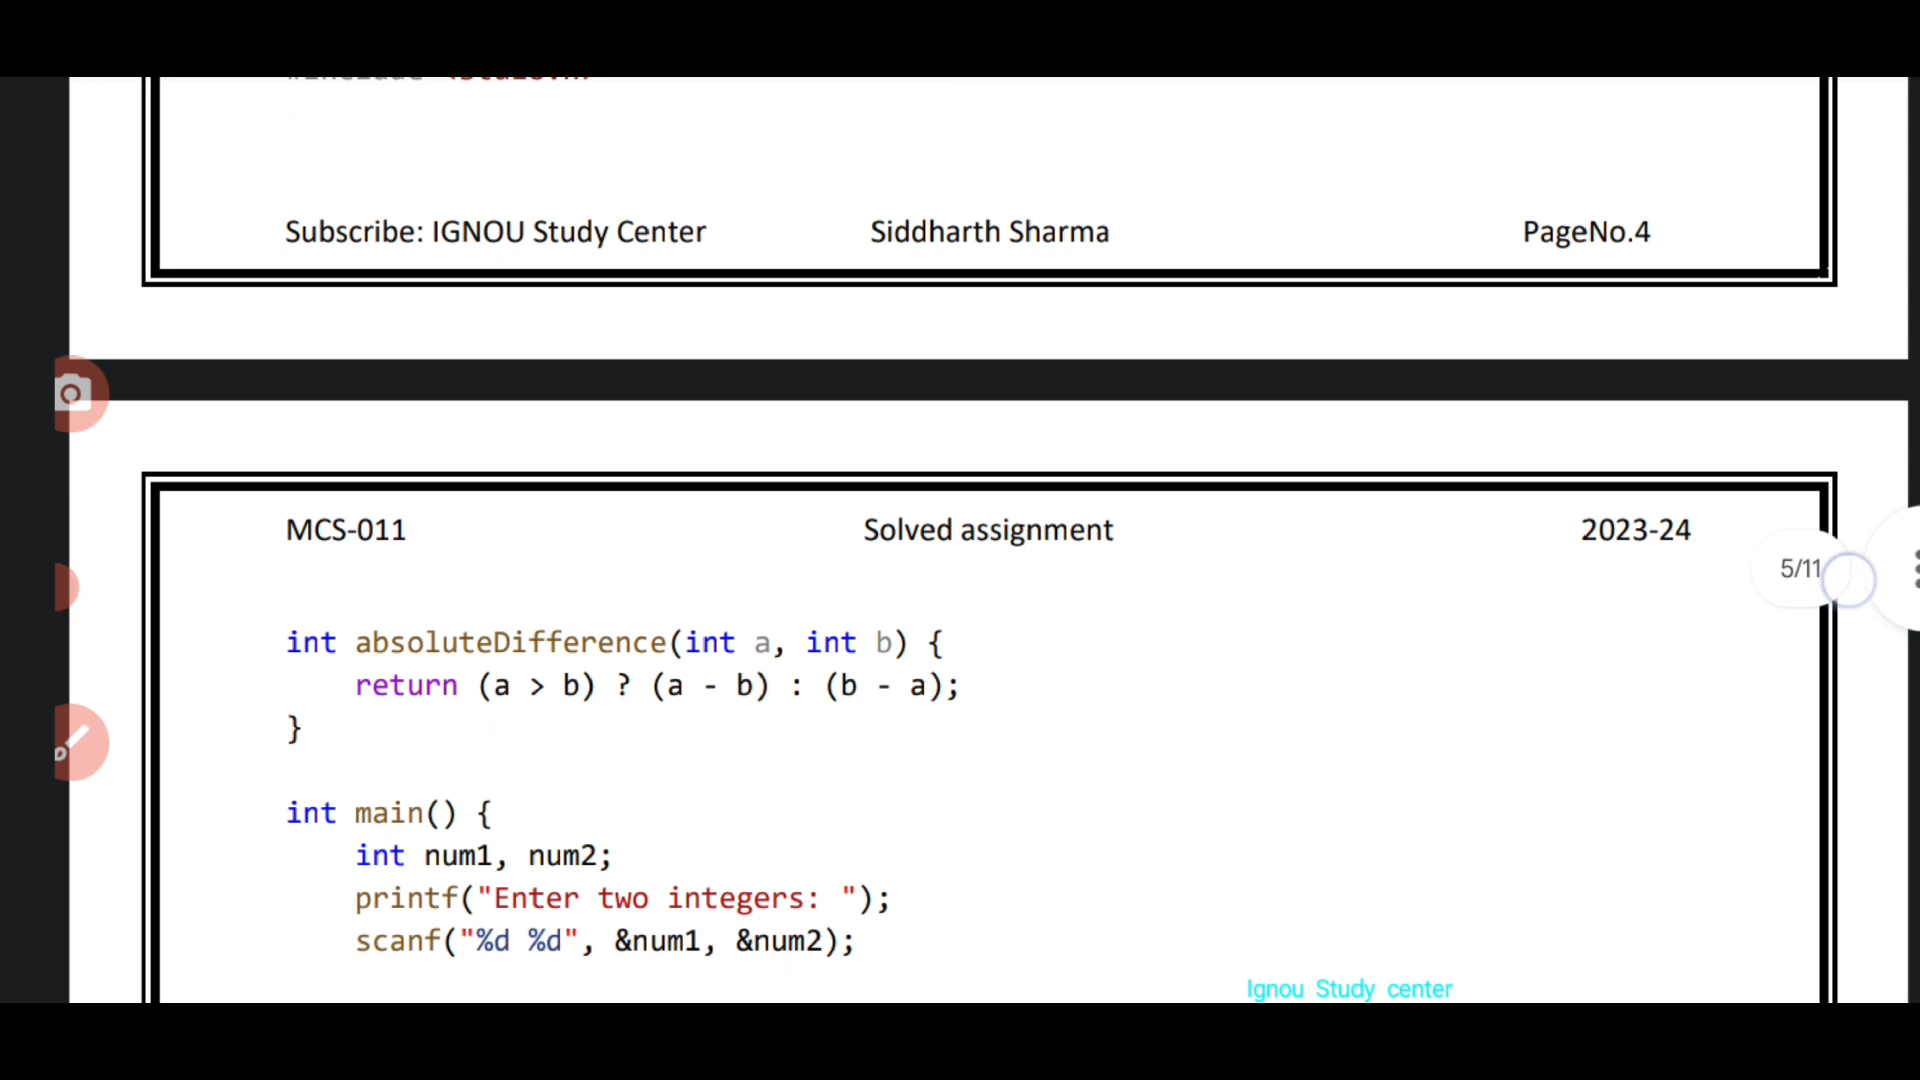 Subscribe: IGNOU Study Center Siddharth Sharma PageNo.4
MCS-011 Solved assignment 2023-24
5/11
int absoluteDifference(int a, int b) {
    return (a > b) ? (a - b) : (b - a);
}
int main() {
    int num1, num2;
    printf("Enter two integers: ");
    scanf("%d %d", &num1, &num2);
Ignou Study center